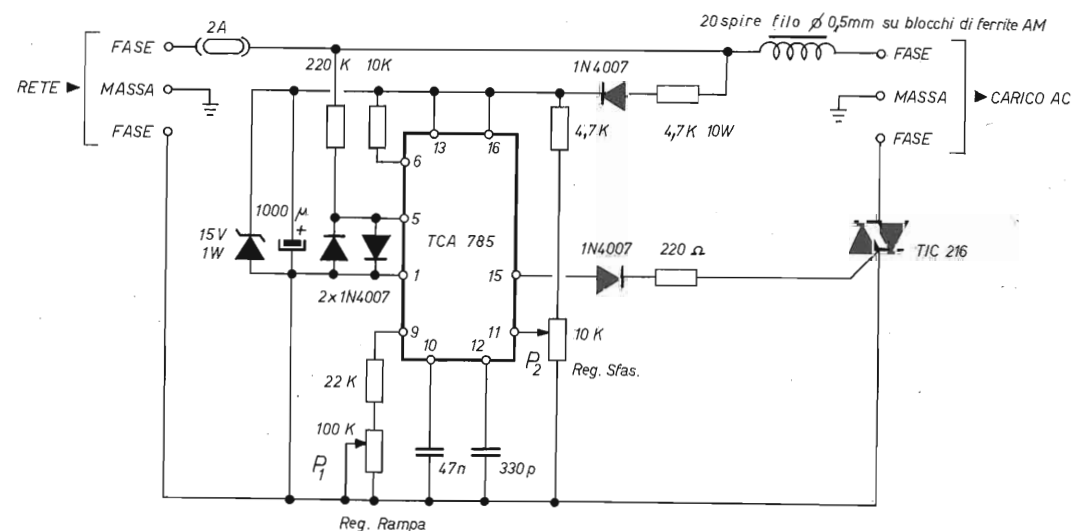 2A
20 spire filo ϕ 0,5mm su blocchi di ferrite AM
FASE
220 K
10K
1N4007
FASE
RETE
MASSA
MASSA
CARICO AC
FASE
4,7K
4,7K 10W
FASE
13
16
6
1000 μ
+
15V
1W
5
TCA 785
1N4007
220 Ω
TIC 216
1
15
2x1N4007
9
11
10 K
10
12
P2
Reg. Sfas.
22 K
100 K
P1
47n
330p
Reg. Rampa